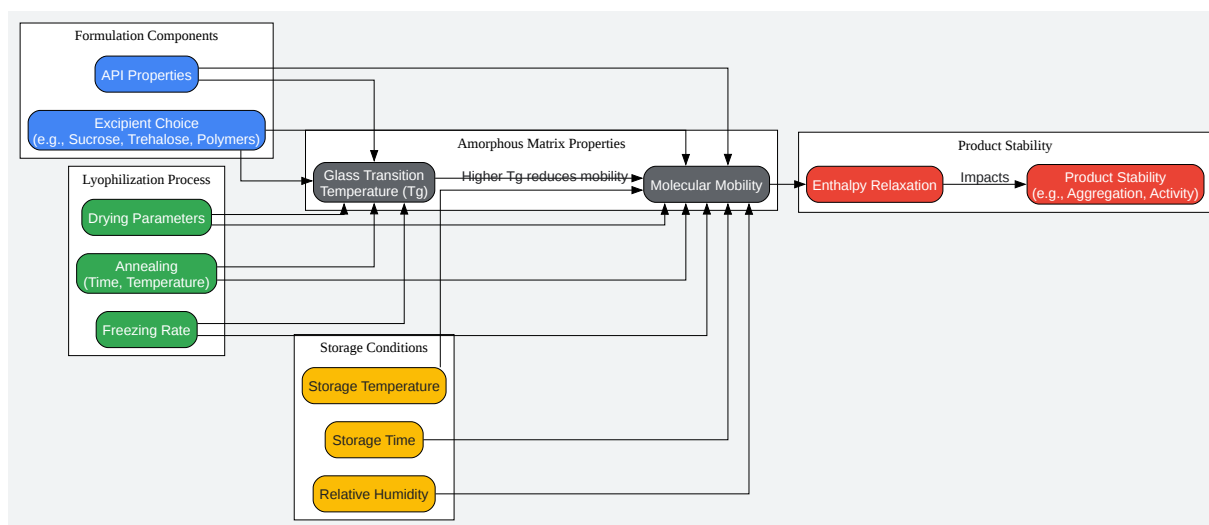 Formulation Components
API Properties
Excipient Choice
(e.g., Sucrose, Trehalose, Polymers)
Lyophilization Process
Drying Parameters
Annealing
(Time, Temperature)
Freezing Rate
Storage Conditions
Storage Temperature
Storage Time
Relative Humidity
Amorphous Matrix Properties
Glass Transition
Temperature (Tg)
Higher Tg reduces mobility
Molecular Mobility
Product Stability
Enthalpy Relaxation
Impacts
Product Stability
(e.g., Aggregation, Activity)